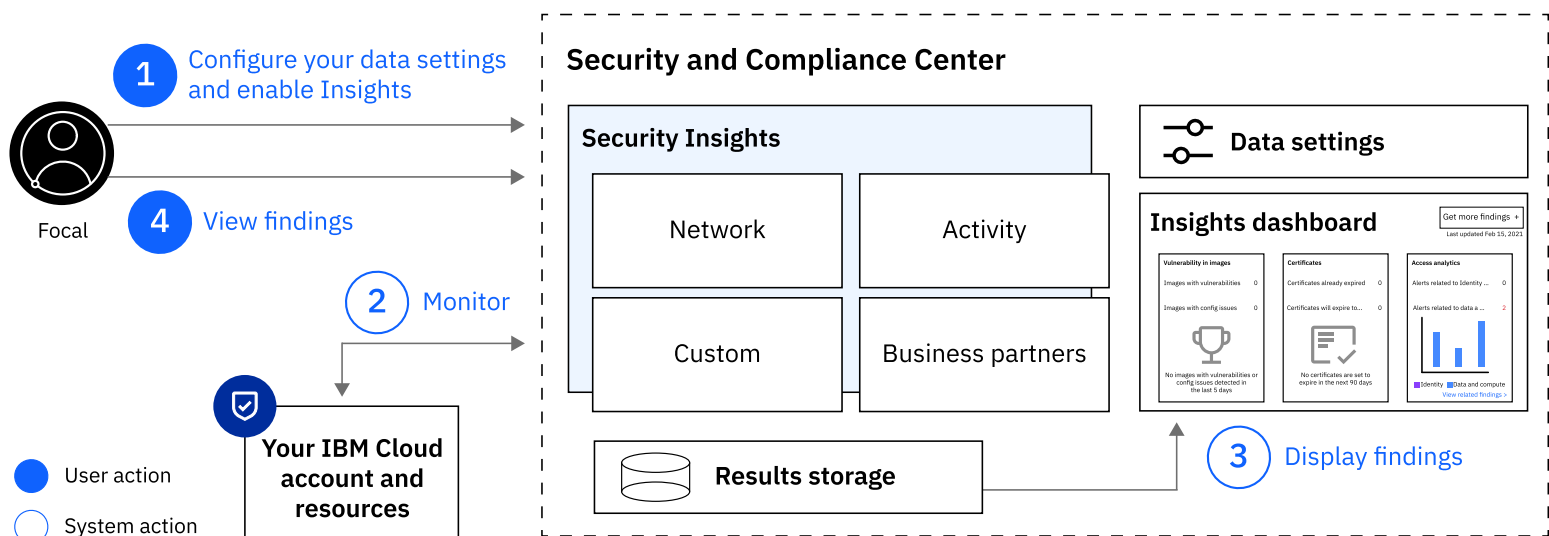 1
Configure your data settings
and enable Insights
Focal
4
View findings
2
Monitor
Your IBM Cloud
account and
resources
User action
System action
Security and Compliance Center
Security Insights
Network
Activity
Custom
Business partners
Results storage
Data settings
Insights dashboard
Get more findings +
Last updated Feb 15, 2021
Vulnerability in images
Images with vulnerabilities 0
Images with config issues 0
No images with vulnerabilities or
config issues detected in
the last 5 days
Certificates
Certificates already expired 0
Certificates will expire to... 0
No certificates are set to
expire in the next 90 days
Access analytics
Alerts related to Identity ... 0
Alerts related to data a ... 2
Identity Data and compute
View related findings >
3
Display findings